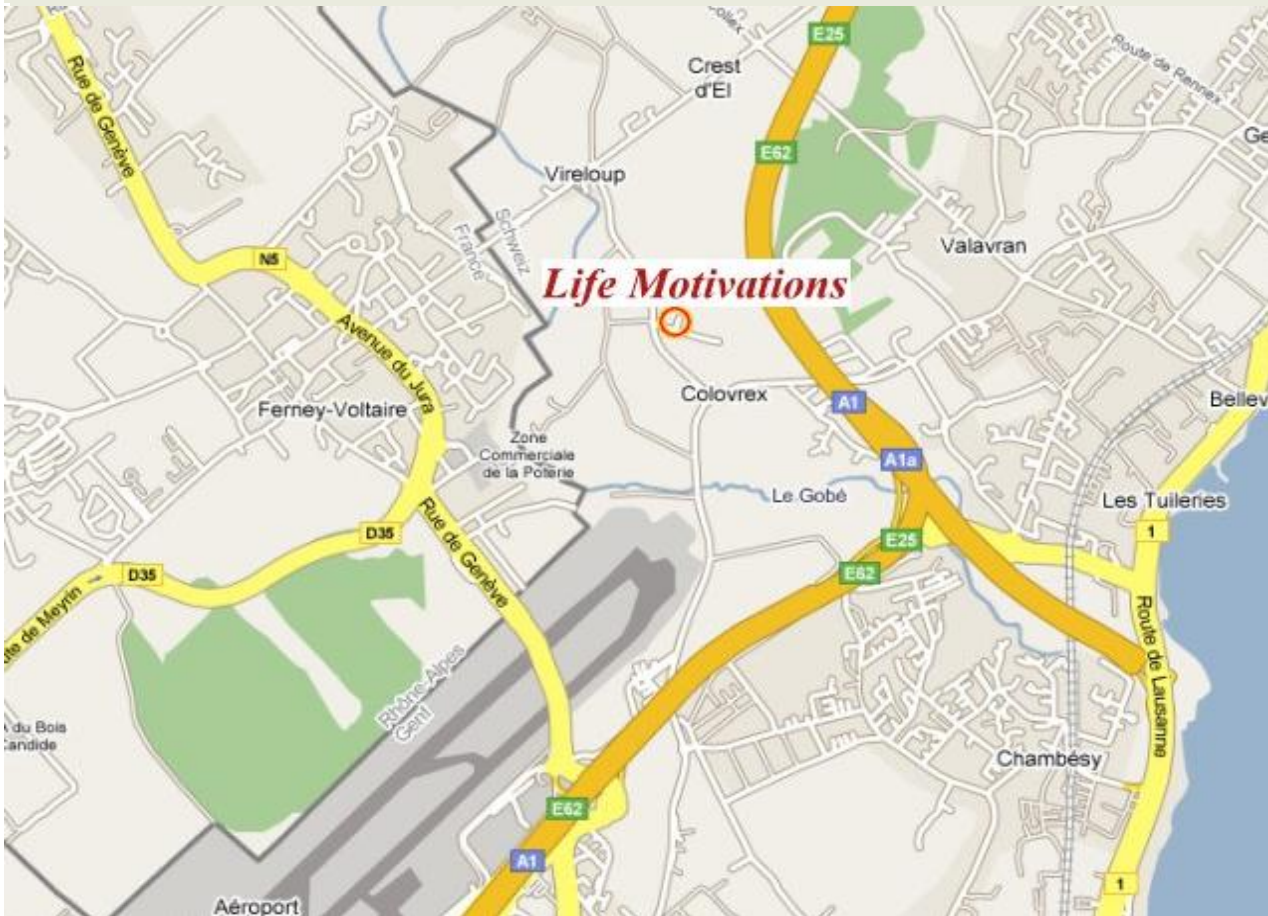 E25
Collex
Crest
d'El
Route de Rennex
Rue de Genève
E62
Vireloup
Schweiz
France
Valavran
N5
Life Motivations
Avenue du Jura
Colovrex
A1
Ferney-Voltaire
Bellev
Zone
Commerciale
de la Poterie
A1a
Le Gobé
Les Tuileries
1
D35
D35
Rue de Genève
E25
E62
te de Meyrin
Route de Lausanne
Rhône-Alpes
Genf
du Bois
Candide
Chambésy
E62
A1
1
Aéroport